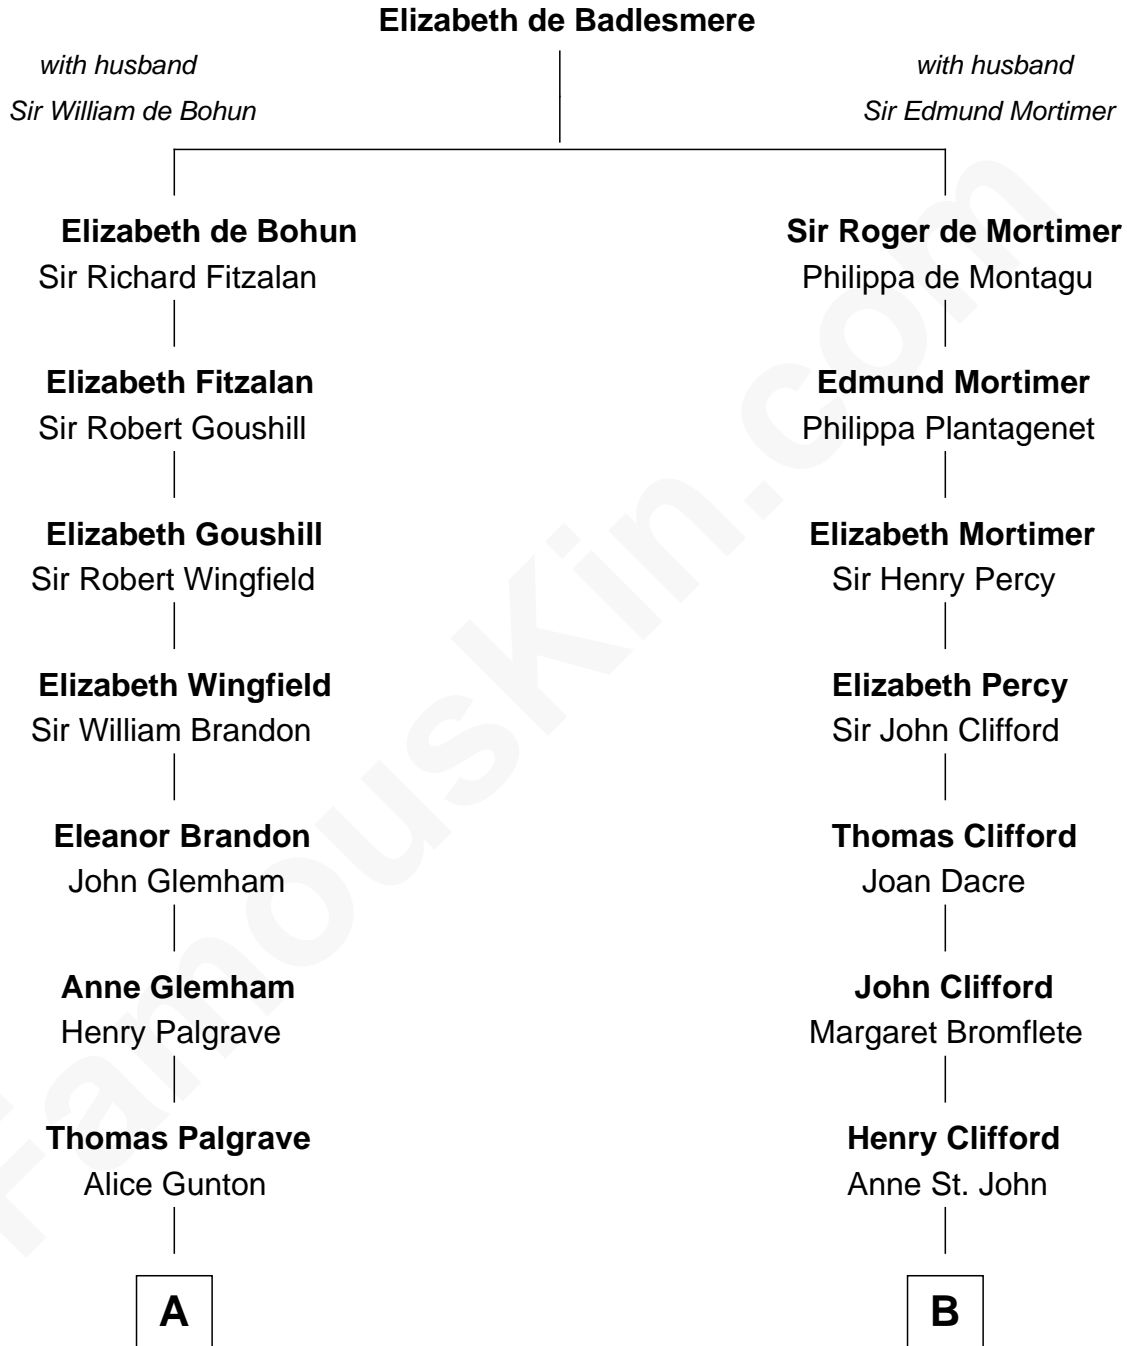 Elizabeth de Badlesmere
with husband
Sir William de Bohun
with husband
Sir Edmund Mortimer
Elizabeth de Bohun
Sir Richard Fitzalan
Sir Roger de Mortimer
Philippa de Montagu
Elizabeth Fitzalan
Sir Robert Goushill
Edmund Mortimer
Philippa Plantagenet
Elizabeth Goushill
Sir Robert Wingfield
Elizabeth Mortimer
Sir Henry Percy
Elizabeth Wingfield
Sir William Brandon
Elizabeth Percy
Sir John Clifford
Eleanor Brandon
John Glemham
Thomas Clifford
Joan Dacre
Anne Glemham
Henry Palgrave
John Clifford
Margaret Bromflete
Thomas Palgrave
Alice Gunton
Henry Clifford
Anne St. John
A
B
FamousKin.com